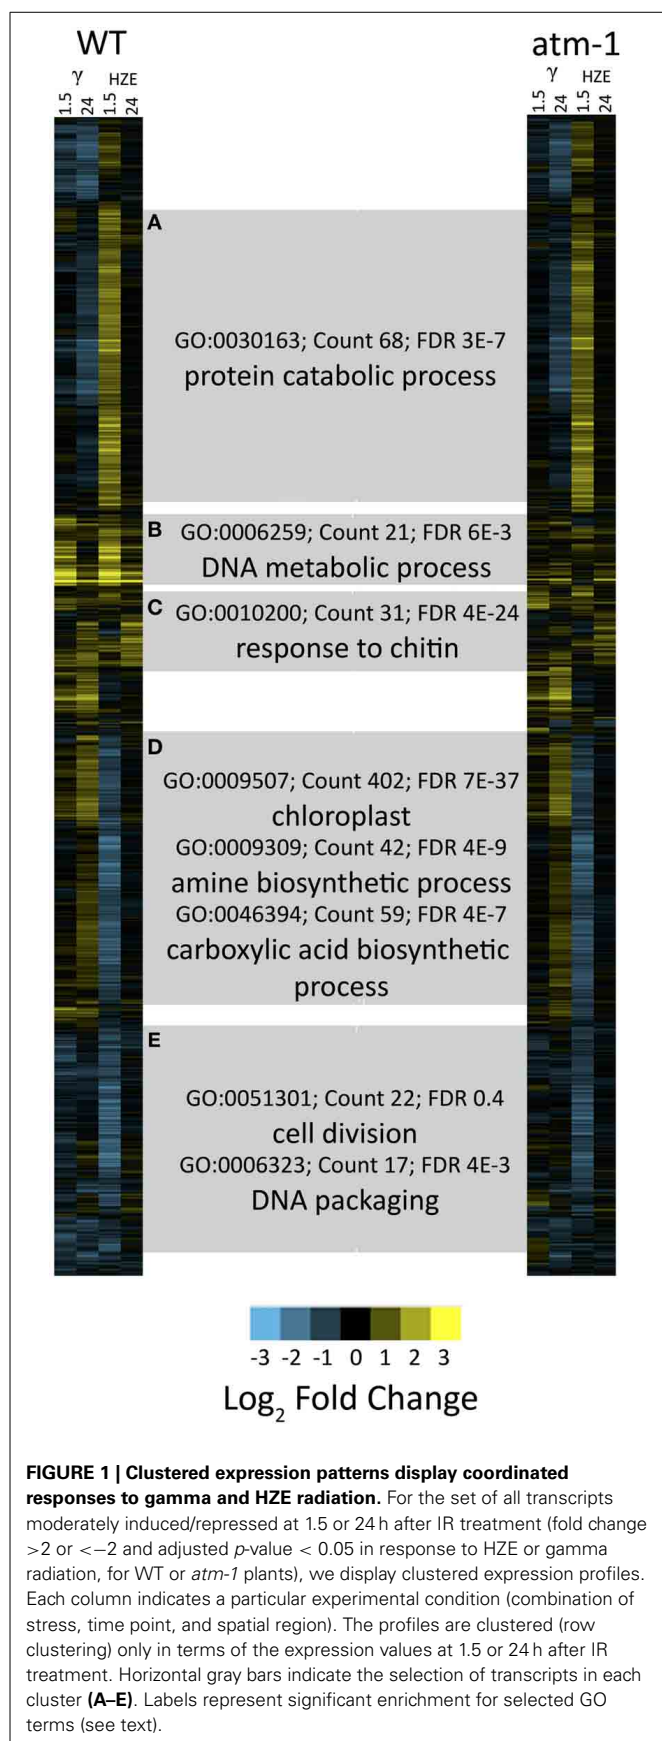 WT
atm-1
γ HZE
γ HZE
1.5 24 1.5 24
1.5 24 1.5 24
A
GO:0030163; Count 68; FDR 3E-7
protein catabolic process
B GO:0006259; Count 21; FDR 6E-3
DNA metabolic process
C GO:0010200; Count 31; FDR 4E-24
response to chitin
D
GO:0009507; Count 402; FDR 7E-37
chloroplast
GO:0009309; Count 42; FDR 4E-9
amine biosynthetic process
GO:0046394; Count 59; FDR 4E-7
carboxylic acid biosynthetic
process
E
GO:0051301; Count 22; FDR 0.4
cell division
GO:0006323; Count 17; FDR 4E-3
DNA packaging
-3 -2 -1 0 1 2 3
Log2 Fold Change
FIGURE 1 | Clustered expression patterns display coordinated
responses to gamma and HZE radiation. For the set of all transcripts
moderately induced/repressed at 1.5 or 24 h after IR treatment (fold change
>2 or <−2 and adjusted p-value < 0.05 in response to HZE or gamma
radiation, for WT or atm-1 plants), we display clustered expression profiles.
Each column indicates a particular experimental condition (combination of
stress, time point, and spatial region). The profiles are clustered (row
clustering) only in terms of the expression values at 1.5 or 24 h after IR
treatment. Horizontal gray bars indicate the selection of transcripts in each
cluster (A–E). Labels represent significant enrichment for selected GO
terms (see text).